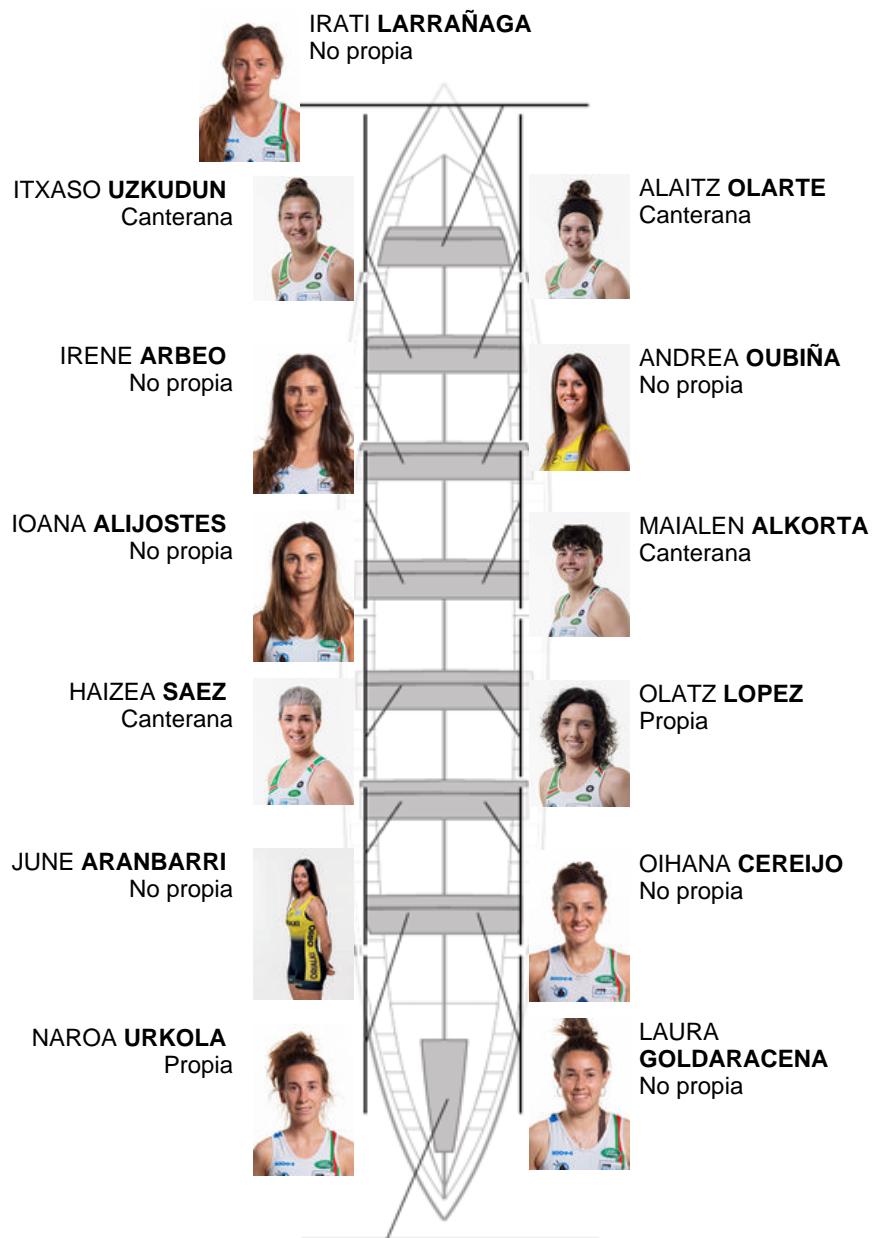 IRATI LARRAÑAGA
No propia
ITXASO UZKUDUN
Canterana
ALAITZ OLARTE
Canterana
IRENE ARBEO
No propia
ANDREA OUBIÑA
No propia
IOANA ALIJOSTES
No propia
MAIALEN ALKORTA
Canterana
HAIZEA SAEZ
Canterana
OLATZ LOPEZ
Propia
JUNE ARANBARRI
No propia
OIHANA CEREIJO
No propia
NAROA URKOLA
Propia
LAURA
GOLDARACENA
No propia